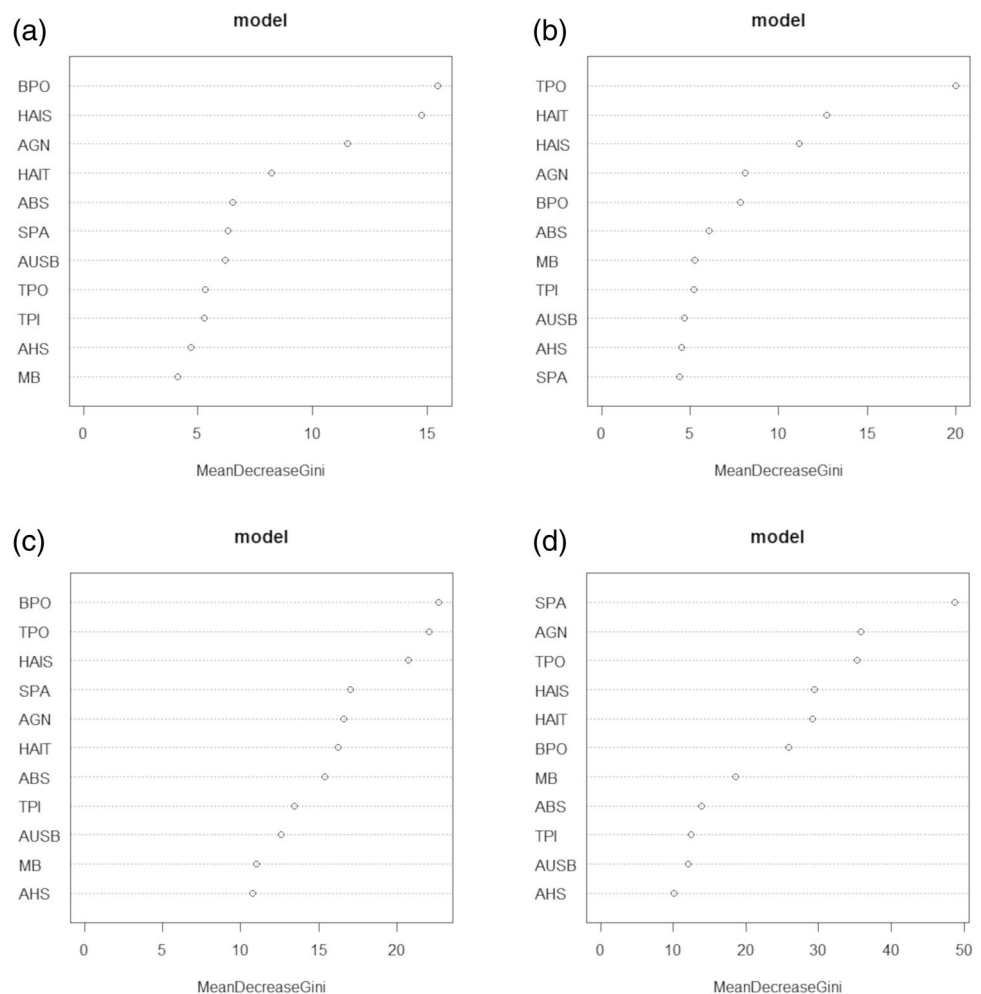 (a)
model
BPO
HAIS
AGN
HAIT
ABS
SPA
AUSB
TPO
TPI
AHS
MB
0 5 10 15
MeanDecreaseGini
(b)
model
TPO
HAIT
HAIS
AGN
BPO
ABS
MB
TPI
AUSB
AHS
SPA
0 5 10 15 20
MeanDecreaseGini
(c)
model
BPO
TPO
HAIS
SPA
AGN
HAIT
ABS
TPI
AUSB
MB
AHS
0 5 10 15 20
MeanDecreaseGini
(d)
model
SPA
AGN
TPO
HAIS
HAIT
BPO
MB
ABS
TPI
AUSB
AHS
0 10 20 30 40 50
MeanDecreaseGini